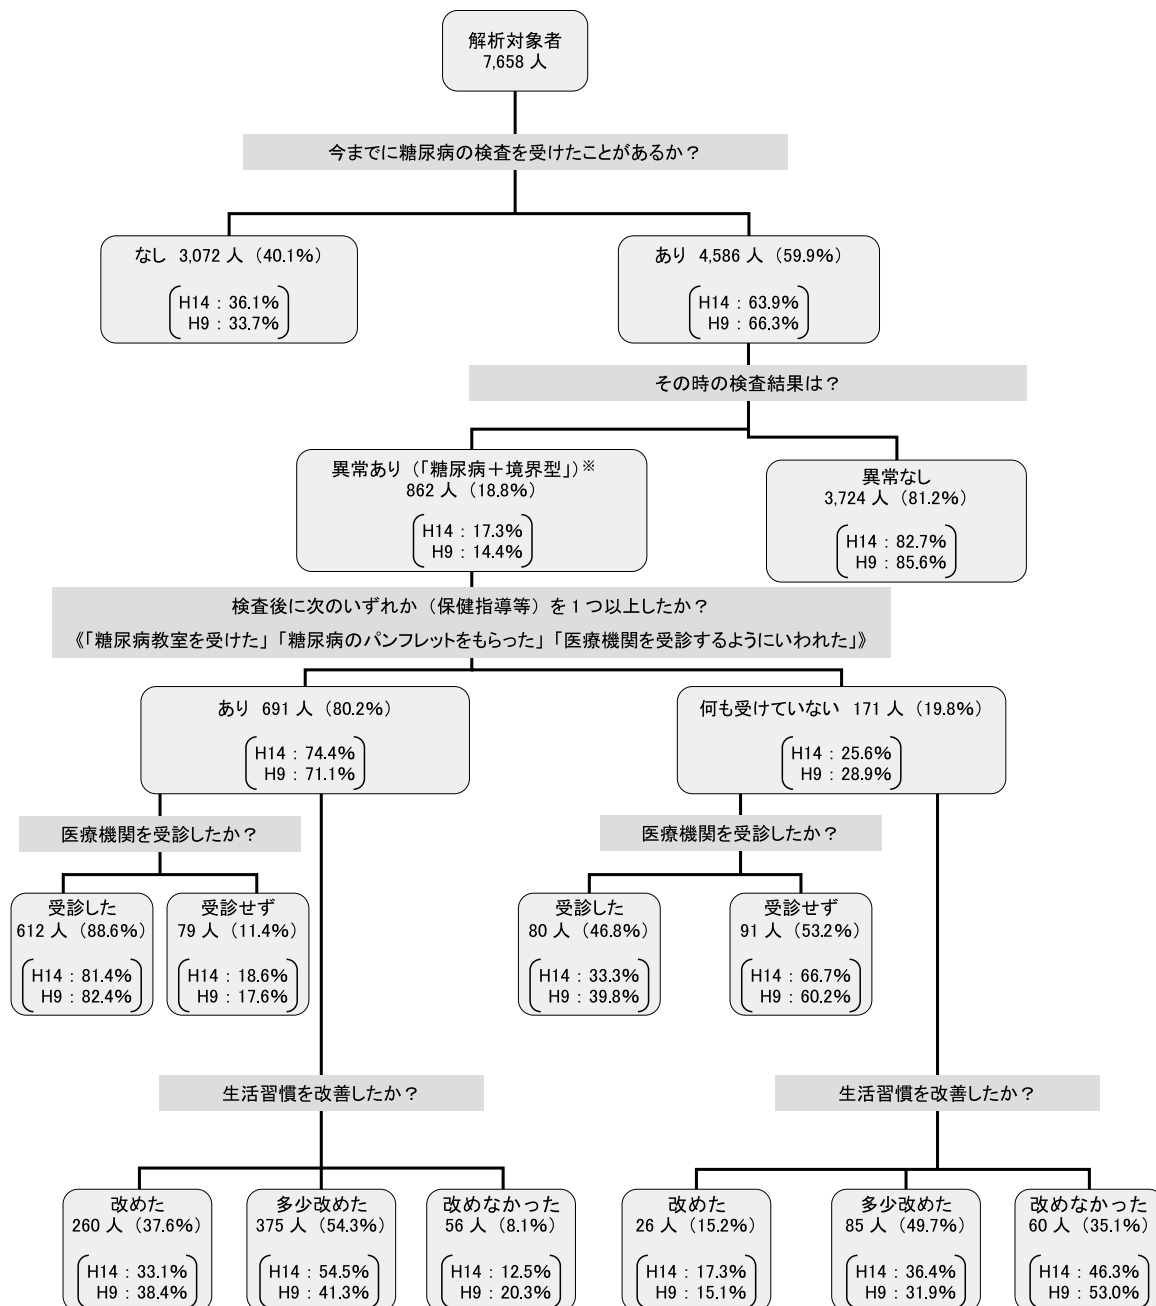 解析対象者
7,658 人
今までに糖尿病の検査を受けたことがあるか？
なし 3,072 人（40.1%）
H14：36.1%
H9：33.7%
あり 4,586 人（59.9%）
H14：63.9%
H9：66.3%
その時の検査結果は？
異常あり（「糖尿病＋境界型」）※
862 人（18.8%）
H14：17.3%
H9：14.4%
異常なし
3,724 人（81.2%）
H14：82.7%
H9：85.6%
検査後に次のいずれか（保健指導等）を１つ以上したか？
《「糖尿病教室を受けた」「糖尿病のパンフレットをもらった」「医療機関を受診するようにいわれた」》
あり 691 人（80.2%）
H14：74.4%
H9：71.1%
何も受けていない 171 人（19.8%）
H14：25.6%
H9：28.9%
医療機関を受診したか？
受診した
612 人（88.6%）
H14：81.4%
H9：82.4%
受診せず
79 人（11.4%）
H14：18.6%
H9：17.6%
医療機関を受診したか？
受診した
80 人（46.8%）
H14：33.3%
H9：39.8%
受診せず
91 人（53.2%）
H14：66.7%
H9：60.2%
生活習慣を改善したか？
改めた
260 人（37.6%）
H14：33.1%
H9：38.4%
多少改めた
375 人（54.3%）
H14：54.5%
H9：41.3%
改めなかった
56 人（8.1%）
H14：12.5%
H9：20.3%
生活習慣を改善したか？
改めた
26 人（15.2%）
H14：17.3%
H9：15.1%
多少改めた
85 人（49.7%）
H14：36.4%
H9：31.9%
改めなかった
60 人（35.1%）
H14：46.3%
H9：53.0%